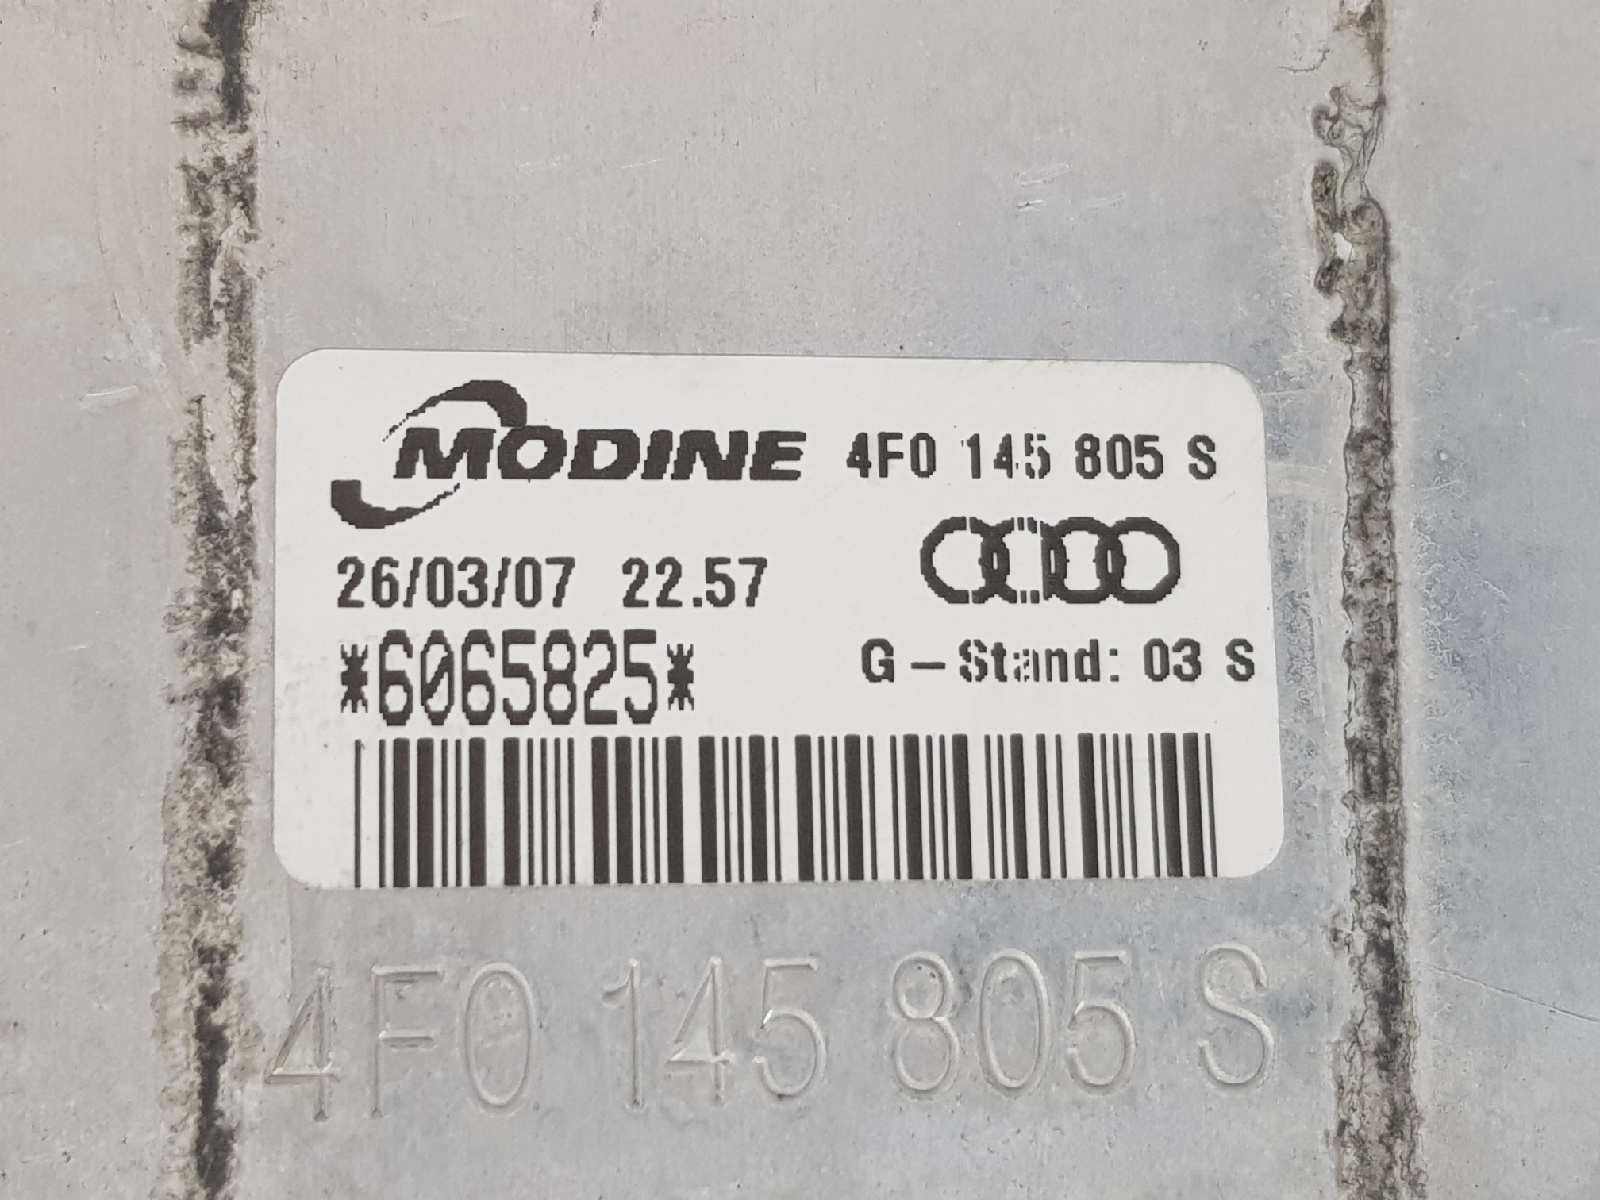 MODINE 4F0 145 805 S
26/03/07 22.57
*6065825*
G-Stand: 03 S
4F0 145 805 S